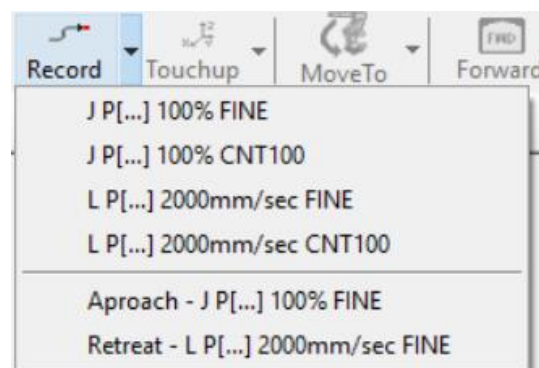 Record Touchup MoveTo FWD Forward
J P[...] 100% FINE
J P[...] 100% CNT100
L P[...] 2000mm/sec FINE
L P[...] 2000mm/sec CNT100
Aproach - J P[...] 100% FINE
Retreat - L P[...] 2000mm/sec FINE